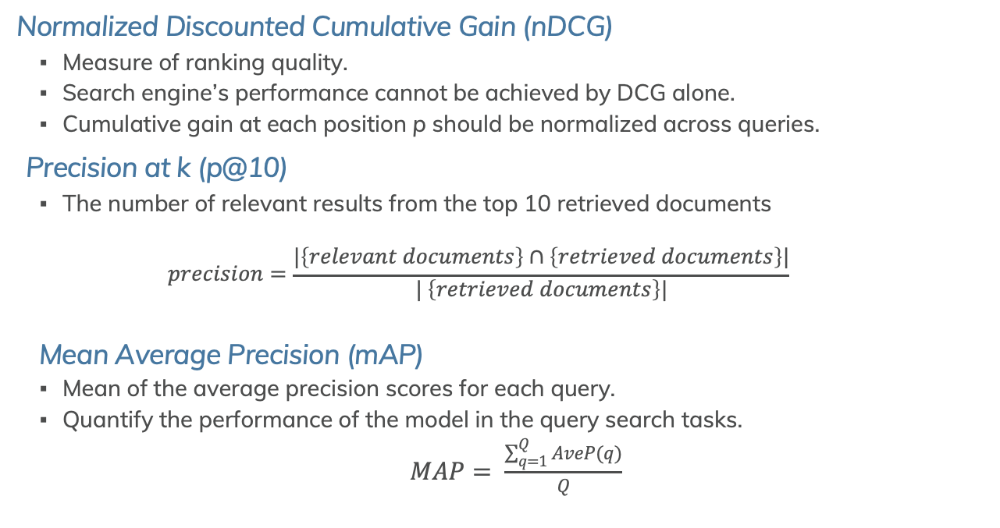 Normalized Discounted Cumulative Gain (nDCG)
▪ Measure of ranking quality.
▪ Search engine’s performance cannot be achieved by DCG alone.
▪ Cumulative gain at each position p should be normalized across queries.
Precision at k (p@10)
▪ The number of relevant results from the top 10 retrieved documents
precision = |{relevant documents} ∩ {retrieved documents}| / | {retrieved documents}|
Mean Average Precision (mAP)
▪ Mean of the average precision scores for each query.
▪ Quantify the performance of the model in the query search tasks.
MAP = ∑_{q=1}^{Q} AveP(q) / Q